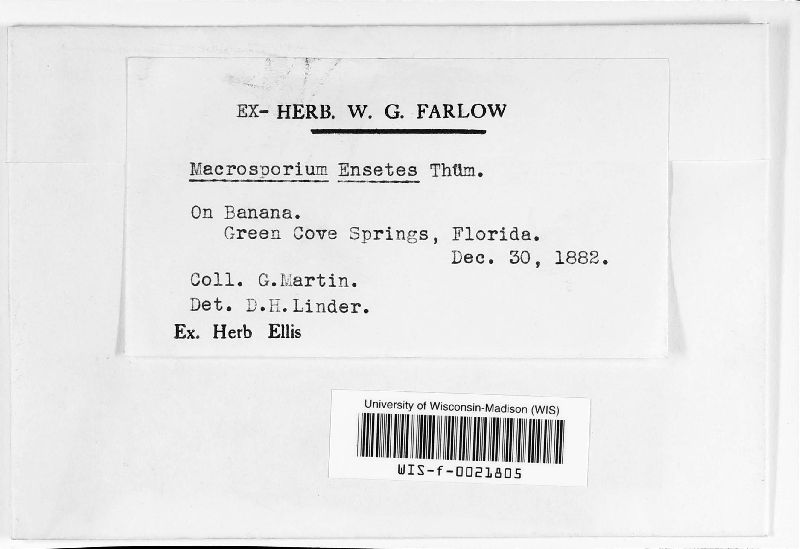 EX- HERB. W. G. FARLOW
Macrosporium Ensetes Thüm.
On Banana.
Green Cove Springs, Florida.
Dec. 30, 1882.
Coll. G.Martin.
Det. D.H.Linder.
Ex. Herb Ellis
University of Wisconsin-Madison (WIS)
WIS-f-0021805